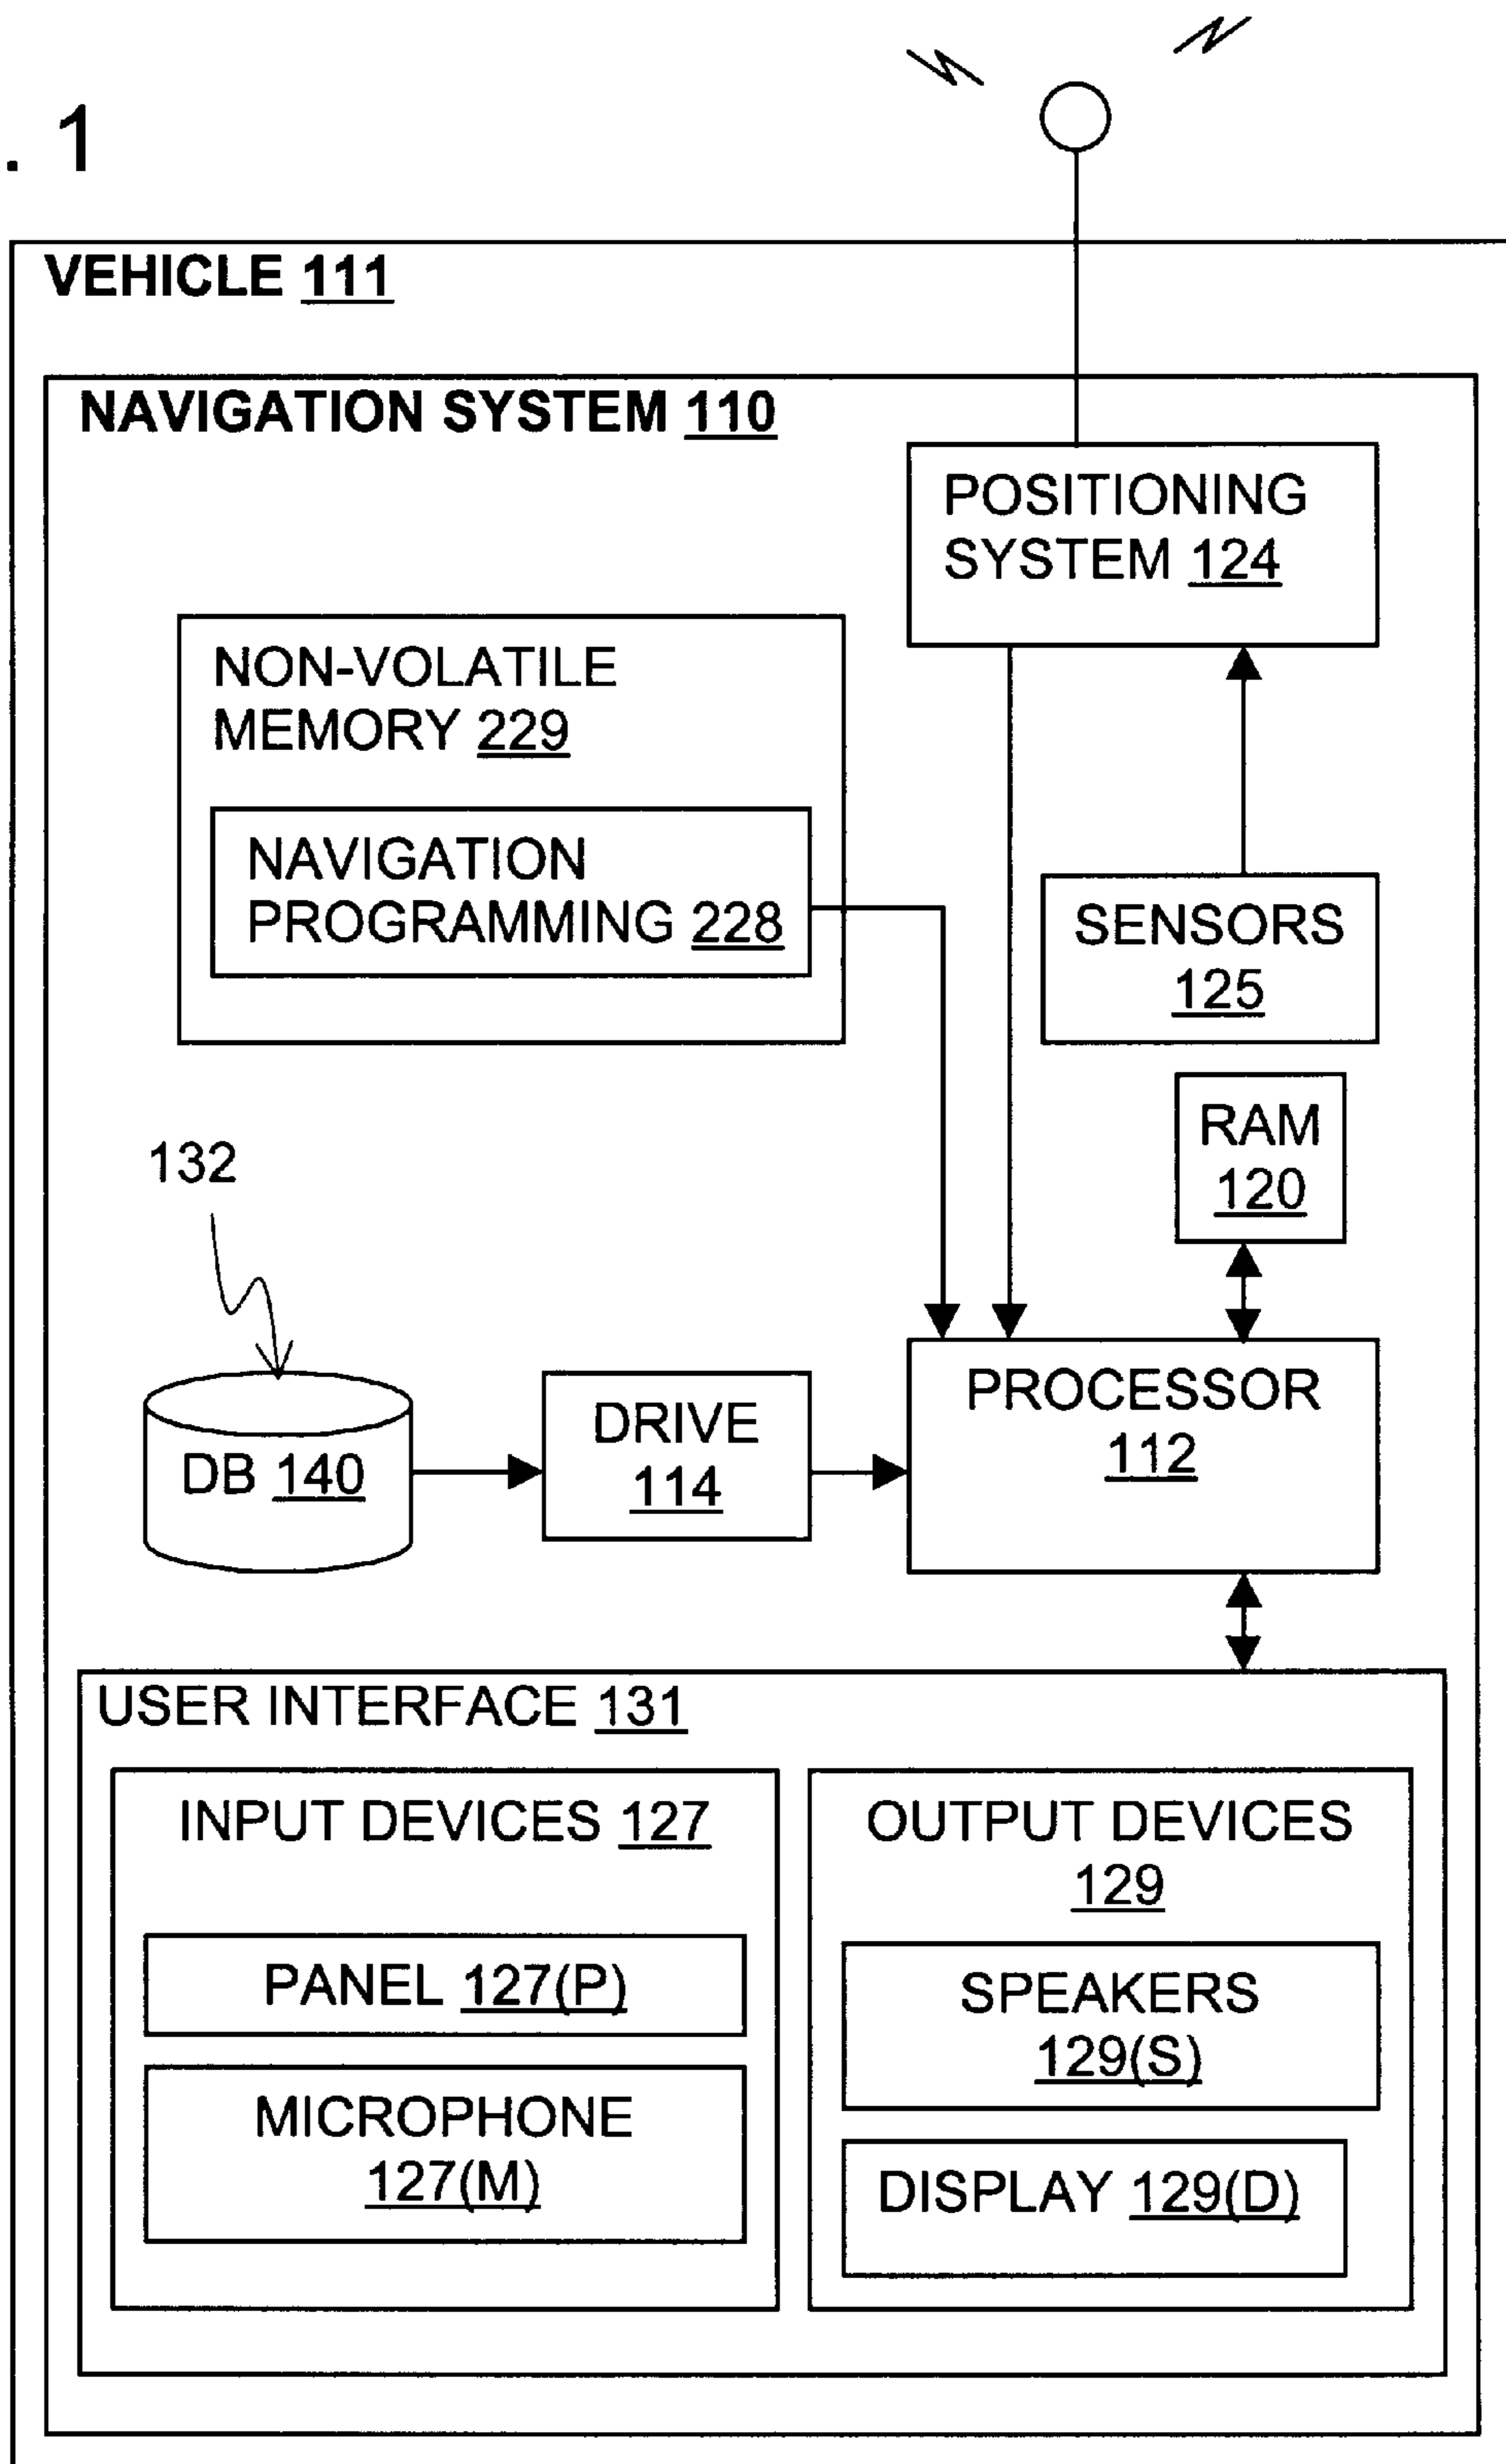 . 1
VEHICLE 111
NAVIGATION SYSTEM 110
POSITIONING
SYSTEM 124
NON-VOLATILE
MEMORY 229
NAVIGATION
PROGRAMMING 228
SENSORS
125
RAM
120
132
DB 140
DRIVE
114
PROCESSOR
112
USER INTERFACE 131
INPUT DEVICES 127
PANEL 127(P)
MICROPHONE
127(M)
OUTPUT DEVICES
129
SPEAKERS
129(S)
DISPLAY 129(D)